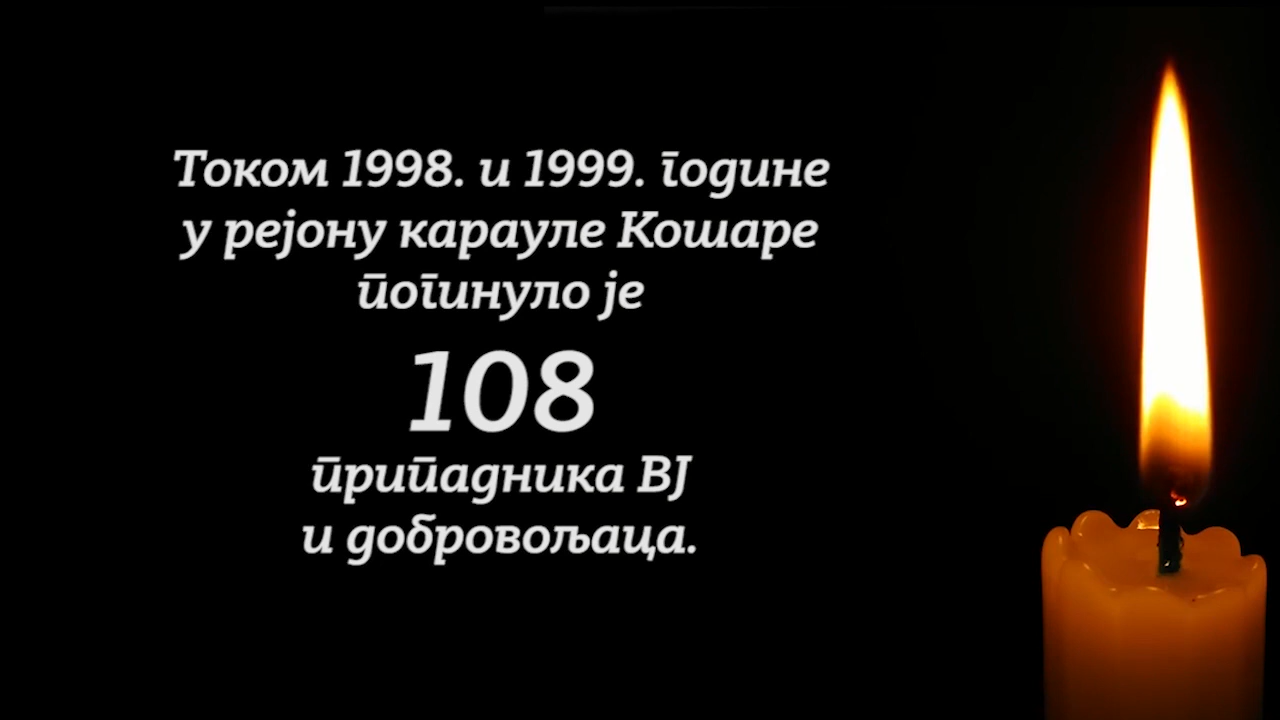 Током 1998. и 1999. године
у рејону карауле Кошаре
погинуло је
108
припадника ВЈ
и добровољаца.